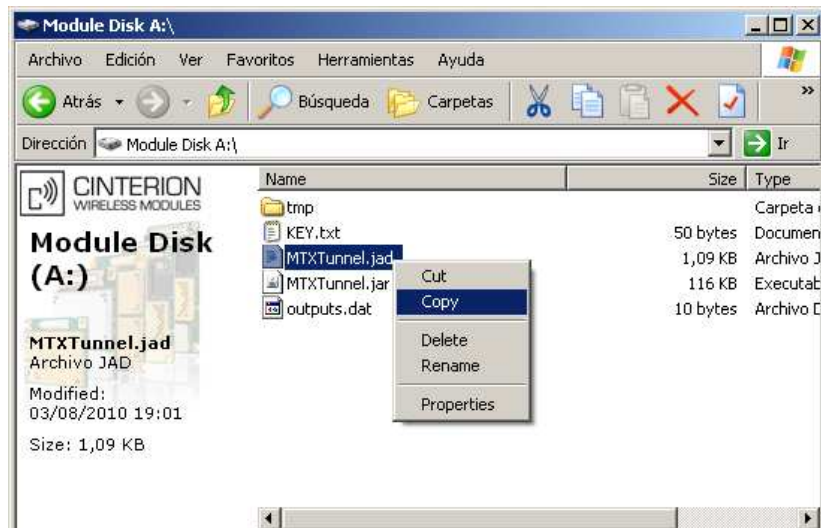 Module Disk A:\
Archivo Edición Ver Favoritos Herramientas Ayuda
Atrás Búsqueda Carpetas »
Dirección Module Disk A:\ Ir
CINTERION
WIRELESS MODULES
Module Disk
(A:)
MTXTunnel.jad
Archivo JAD
Modified:
03/08/2010 19:01
Size: 1,09 KB
Name Size Type
tmp Carpeta
KEY.txt 50 bytes Documen
MTXTunnel.jad 1,09 KB Archivo J
MTXTunnel.jar 116 KB Executab
outputs.dat 10 bytes Archivo D
Cut
Copy
Delete
Rename
Properties